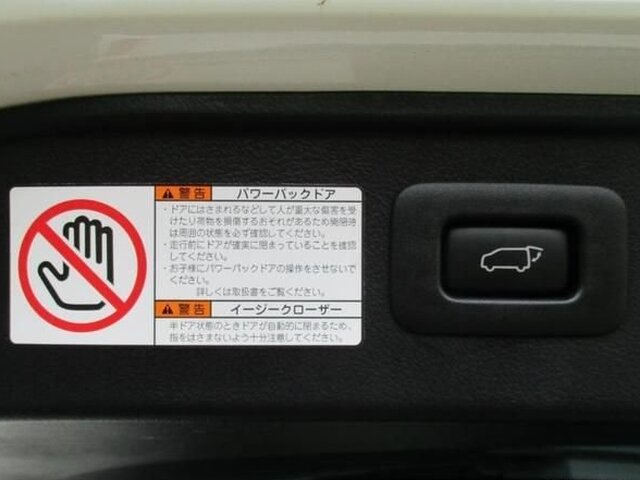 警告 パワーバックドア
・ドアにはさまれるなどして人が重大な傷害を受
けたり荷物を損傷するおそれがあるため開閉時
は周囲の状態を必ず確認してください。
・走行前にドアが確実に閉まっていることを確認
してください。
・お子様にパワーバックドアの操作をさせないで
ください。
詳しくは取扱書をご覧ください。
警告 イージークローザー
半ドア状態のときドアが自動的に閉まるため、
指をはさまないよう十分注意してください。